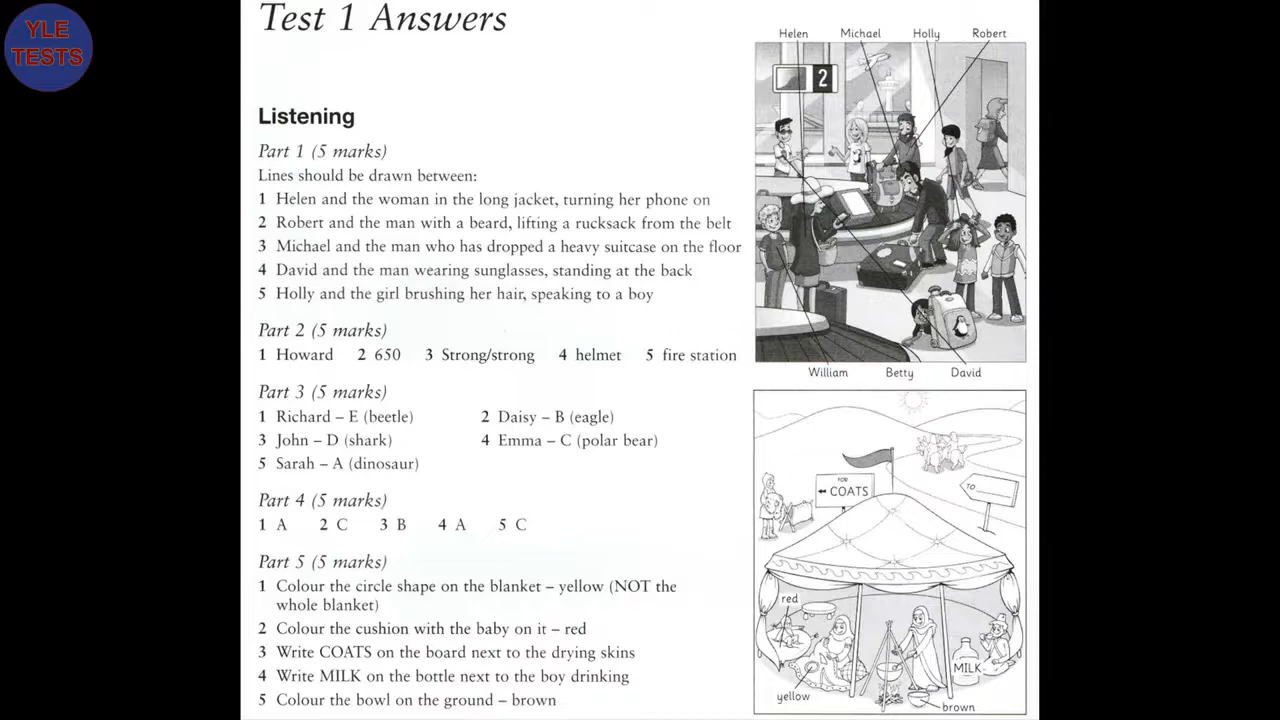 YLE
TESTS
Test 1 Answers
Listening
Part 1 (5 marks)
Lines should be drawn between:
1 Helen and the woman in the long jacket, turning her phone on
2 Robert and the man with a beard, lifting a rucksack from the belt
3 Michael and the man who has dropped a heavy suitcase on the floor
4 David and the man wearing sunglasses, standing at the back
5 Holly and the girl brushing her hair, speaking to a boy
Part 2 (5 marks)
1 Howard 2 650 3 Strong/strong 4 helmet 5 fire station
Part 3 (5 marks)
1 Richard – E (beetle) 2 Daisy – B (eagle)
3 John – D (shark) 4 Emma – C (polar bear)
5 Sarah – A (dinosaur)
Part 4 (5 marks)
1 A 2 C 3 B 4 A 5 C
Part 5 (5 marks)
1 Colour the circle shape on the blanket – yellow (NOT the
whole blanket)
2 Colour the cushion with the baby on it – red
3 Write COATS on the board next to the drying skins
4 Write MILK on the bottle next to the boy drinking
5 Colour the bowl on the ground – brown
Helen Michael Holly Robert
2
William Betty David
FOR
COATS
TO
red
MILK
yellow
brown